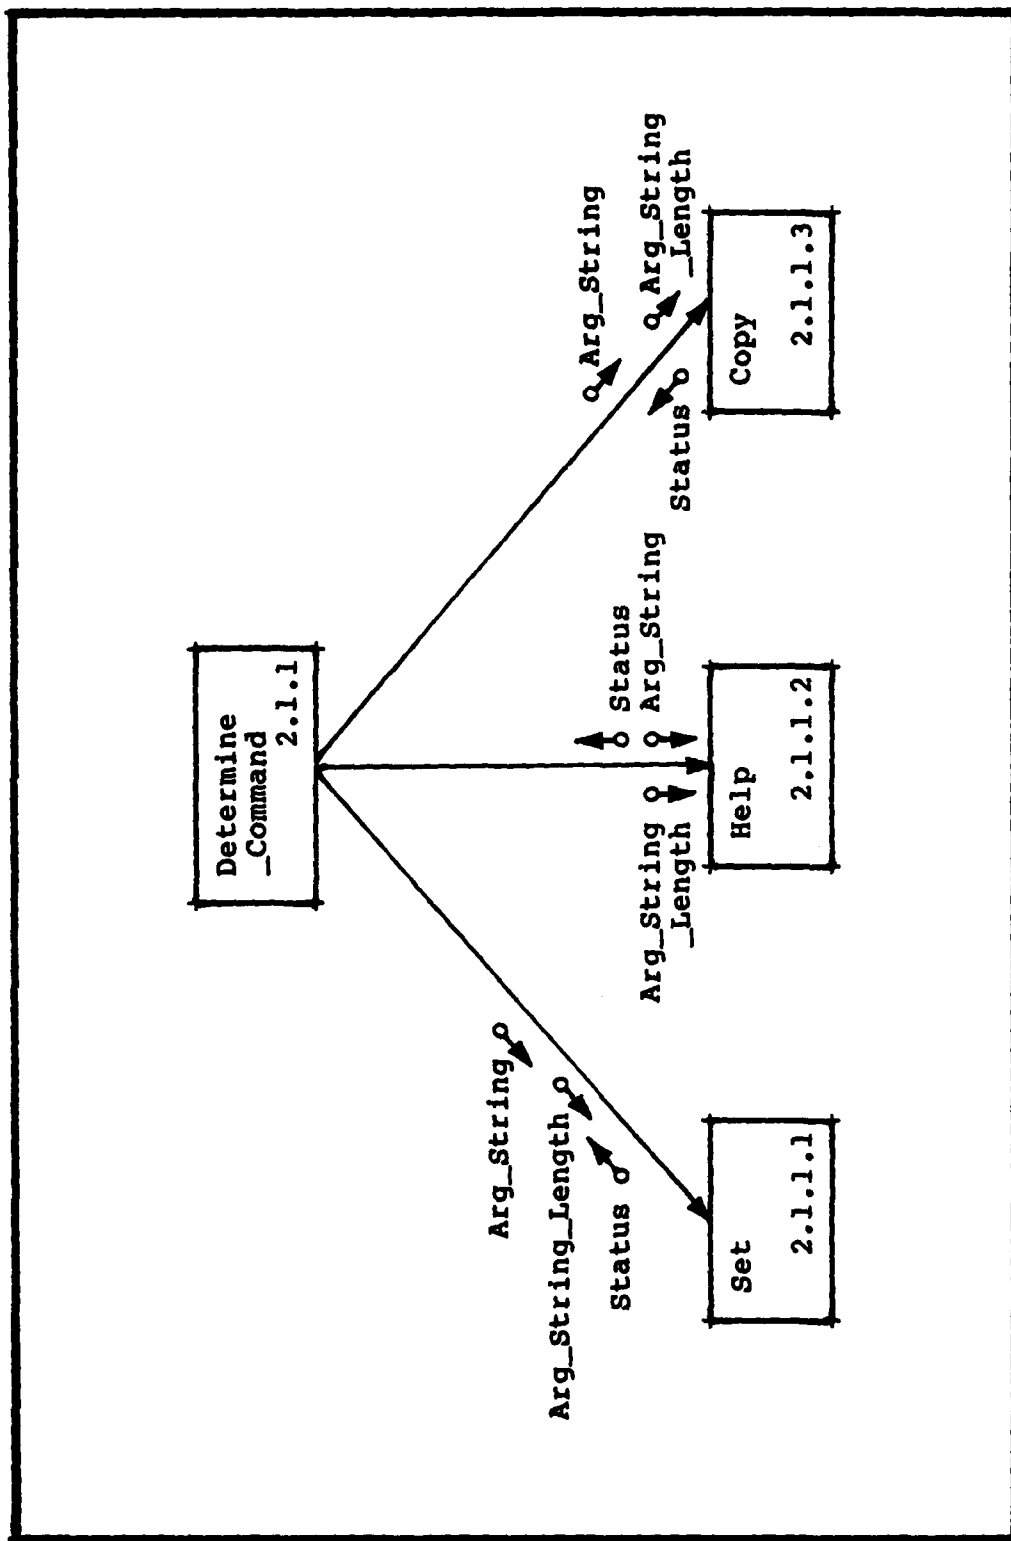 Determine
_Command
2.1.1
Arg_String
Arg_String_Length
Status
Arg_String
_Length
Status
Arg_String
Arg_String
Arg_String
_Length
Status
Set
2.1.1.1
Help
2.1.1.2
Copy
2.1.1.3